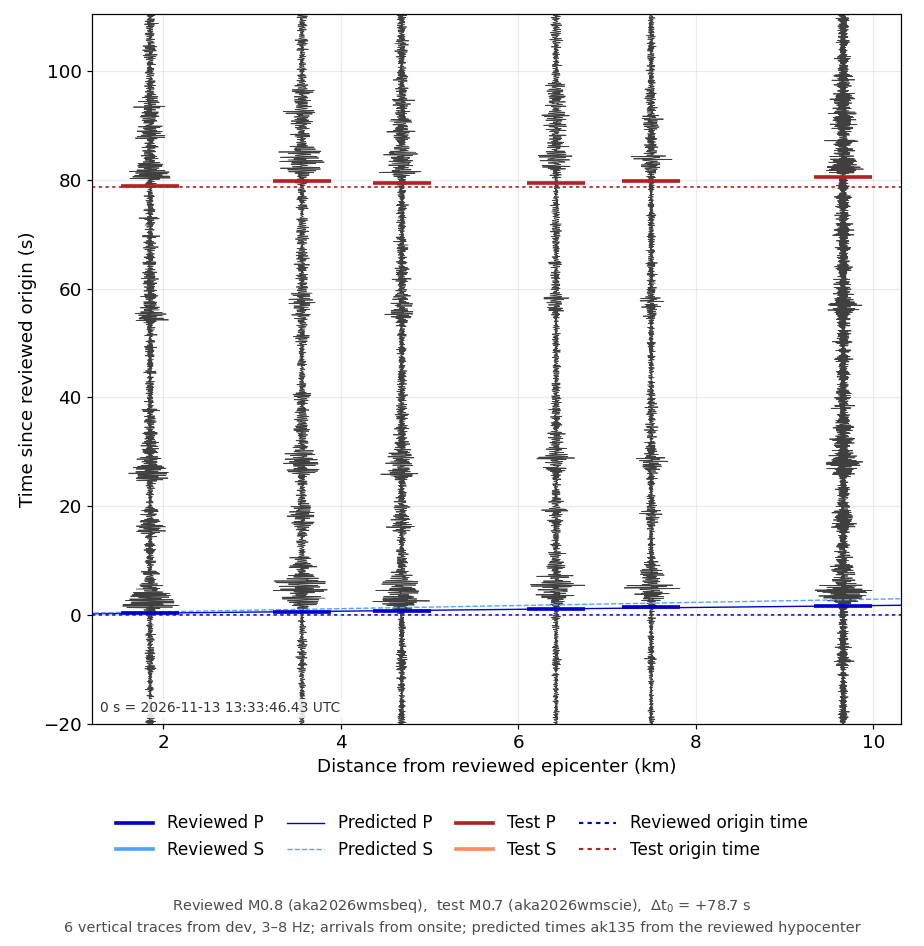 100
80
60
40
20
0
−20
Time since reviewed origin (s)
0 s = 2026-11-13 13:33:46.43 UTC
2 4 6 8 10
Distance from reviewed epicenter (km)
Reviewed P Predicted P Test P Reviewed origin time
Reviewed S Predicted S Test S Test origin time
Reviewed M0.8 (aka2026wmsbeq), test M0.7 (aka2026wmscie), Δt₀ = +78.7 s
6 vertical traces from dev, 3–8 Hz; arrivals from onsite; predicted times ak135 from the reviewed hypocenter